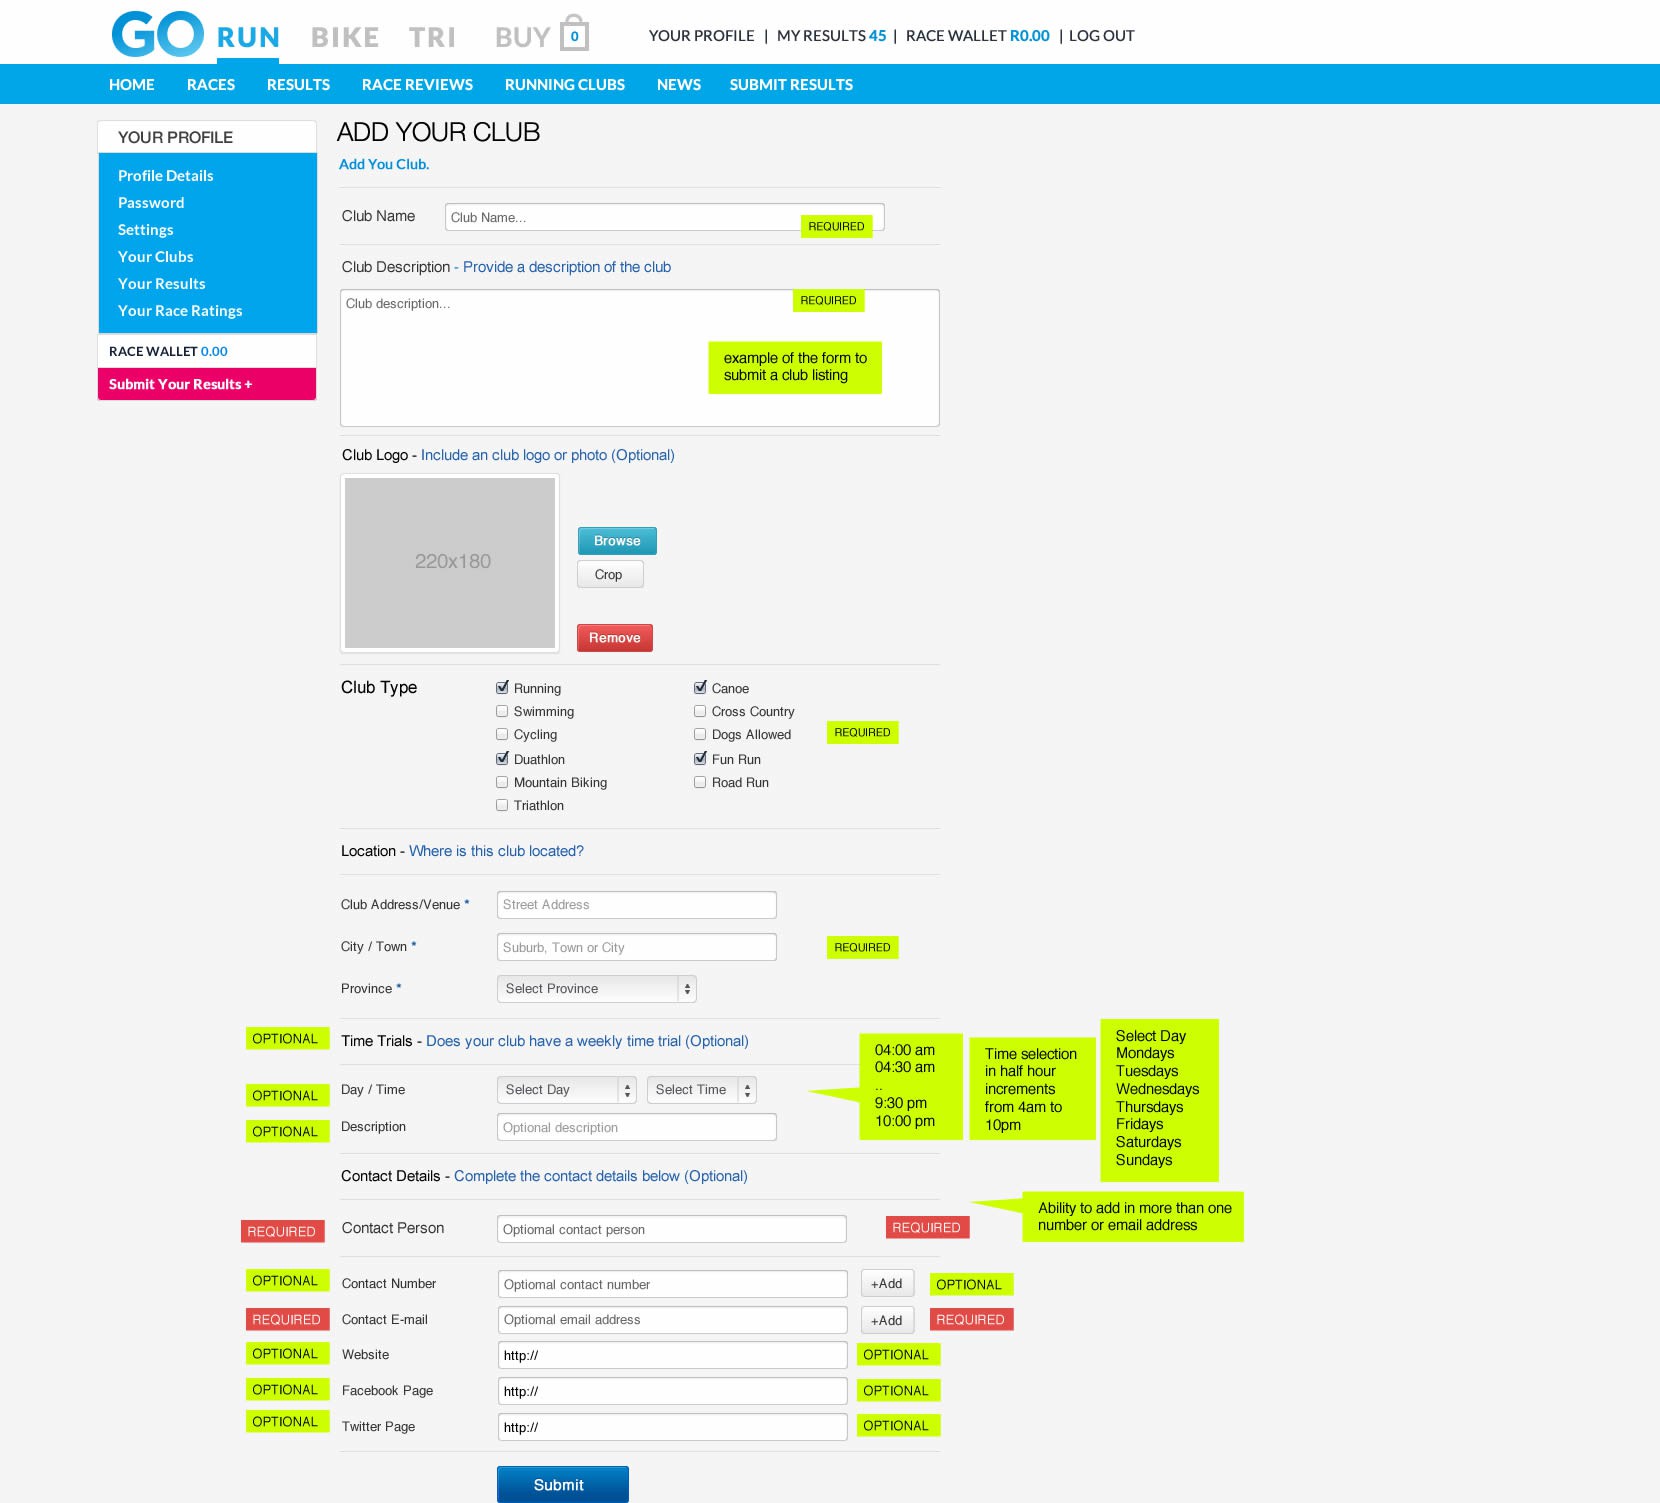 GO RUN BIKE TRI BUY 0
YOUR PROFILE | MY RESULTS 45 | RACE WALLET R0.00 | LOG OUT
HOME RACES RESULTS RACE REVIEWS RUNNING CLUBS NEWS SUBMIT RESULTS
YOUR PROFILE
Profile Details
Password
Settings
Your Clubs
Your Results
Your Race Ratings
RACE WALLET 0.00
Submit Your Results +
ADD YOUR CLUB
Add You Club.
Club Name Club Name...
REQUIRED
Club Description - Provide a description of the club
Club description...
REQUIRED
example of the form to
submit a club listing
Club Logo - Include an club logo or photo (Optional)
220x180
Browse
Crop
Remove
Club Type
Running
Swimming
Cycling
Duathlon
Mountain Biking
Triathlon
Canoe
Cross Country
Dogs Allowed
Fun Run
Road Run
REQUIRED
Location - Where is this club located?
Club Address/Venue * Street Address
City / Town * Suburb, Town or City REQUIRED
Province * Select Province
OPTIONAL Time Trials - Does your club have a weekly time trial (Optional)
OPTIONAL Day / Time Select Day Select Time
OPTIONAL Description Optional description
04:00 am
04:30 am
..
9:30 pm
10:00 pm
Time selection
in half hour
increments
from 4am to
10pm
Select Day
Mondays
Tuesdays
Wednesdays
Thursdays
Fridays
Saturdays
Sundays
Contact Details - Complete the contact details below (Optional)
Ability to add in more than one
number or email address
REQUIRED Contact Person Optiomal contact person REQUIRED
OPTIONAL Contact Number Optiomal contact number +Add OPTIONAL
REQUIRED Contact E-mail Optiomal email address +Add REQUIRED
OPTIONAL Website http:// OPTIONAL
OPTIONAL Facebook Page http:// OPTIONAL
OPTIONAL Twitter Page http:// OPTIONAL
Submit